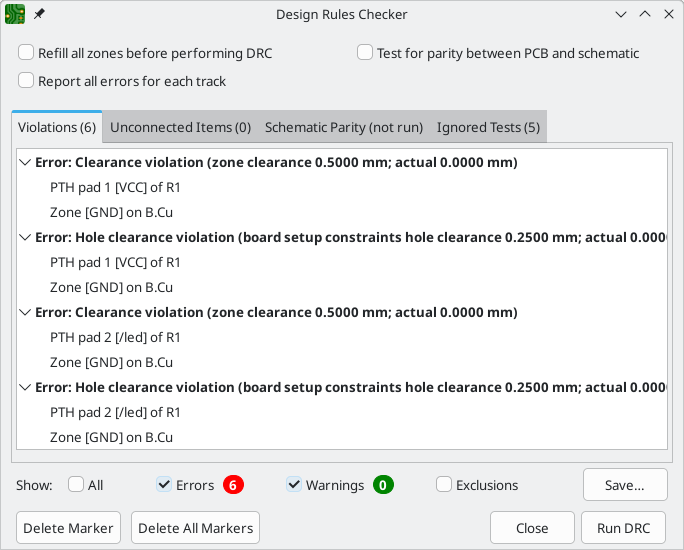 Design Rules Checker
Refill all zones before performing DRC
Test for parity between PCB and schematic
Report all errors for each track
Violations (6) Unconnected Items (0) Schematic Parity (not run) Ignored Tests (5)
Error: Clearance violation (zone clearance 0.5000 mm; actual 0.0000 mm)
PTH pad 1 [VCC] of R1
Zone [GND] on B.Cu
Error: Hole clearance violation (board setup constraints hole clearance 0.2500 mm; actual 0.000
PTH pad 1 [VCC] of R1
Zone [GND] on B.Cu
Error: Clearance violation (zone clearance 0.5000 mm; actual 0.0000 mm)
PTH pad 2 [/led] of R1
Zone [GND] on B.Cu
Error: Hole clearance violation (board setup constraints hole clearance 0.2500 mm; actual 0.000
PTH pad 2 [/led] of R1
Zone [GND] on B.Cu
Show: All Errors 6 Warnings 0 Exclusions Save...
Delete Marker Delete All Markers Close Run DRC